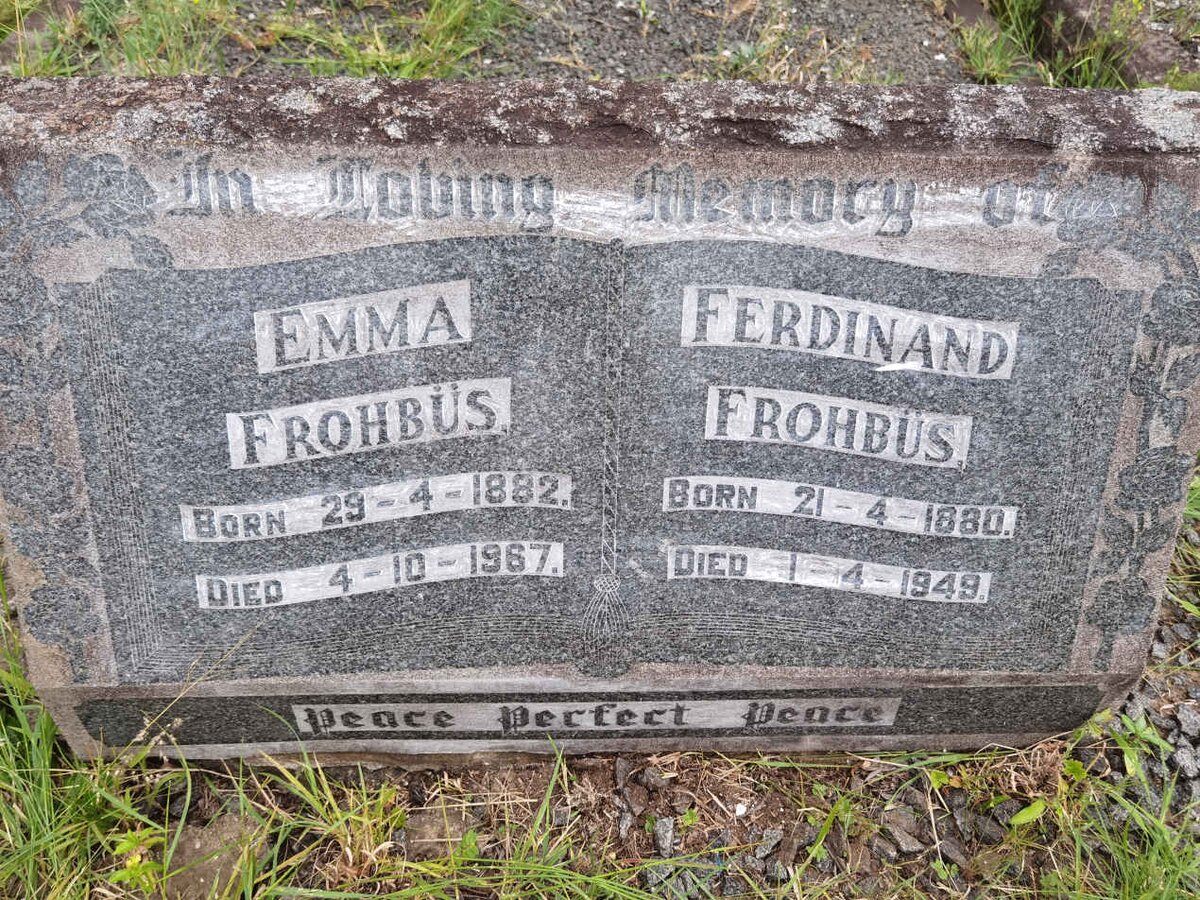 In Loving Memory of
EMMA
FROHBÜS
BORN 29-4-1882.
DIED 4-10-1967.
FERDINAND
FROHBÜS
BORN 21-4-1880.
DIED 1-4-1949.
Peace Perfect Peace